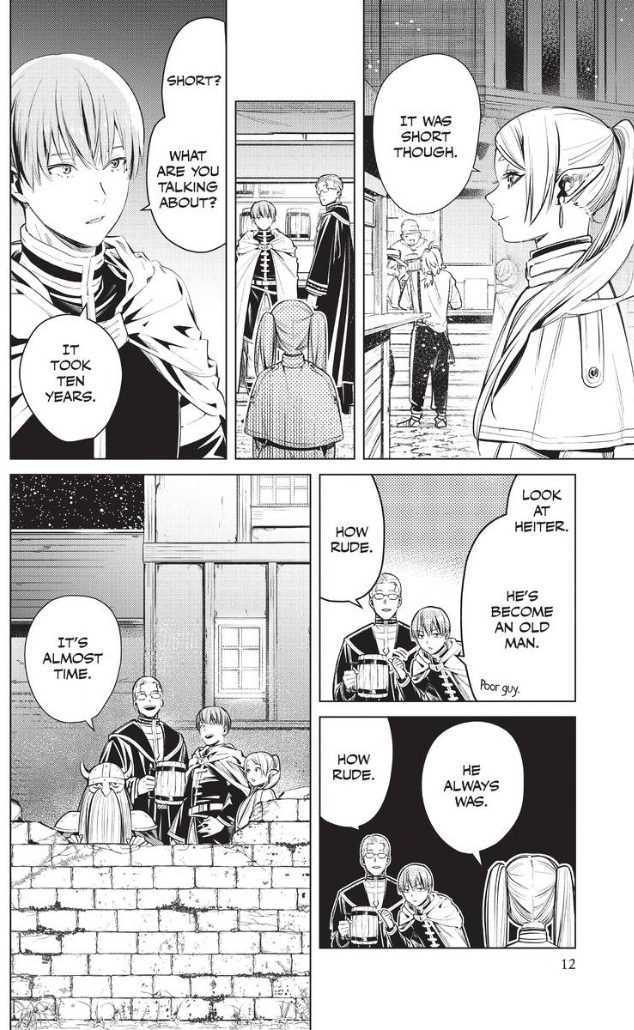 IT WAS
SHORT
THOUGH.
SHORT?
WHAT
ARE YOU
TALKING
ABOUT?
IT
TOOK
TEN
YEARS.
LOOK
AT
HEITER.
HE'S
BECOME
AN OLD
MAN.
Poor guy.
HOW
RUDE.
HE
ALWAYS
WAS.
HOW
RUDE.
IT'S
ALMOST
TIME.
12